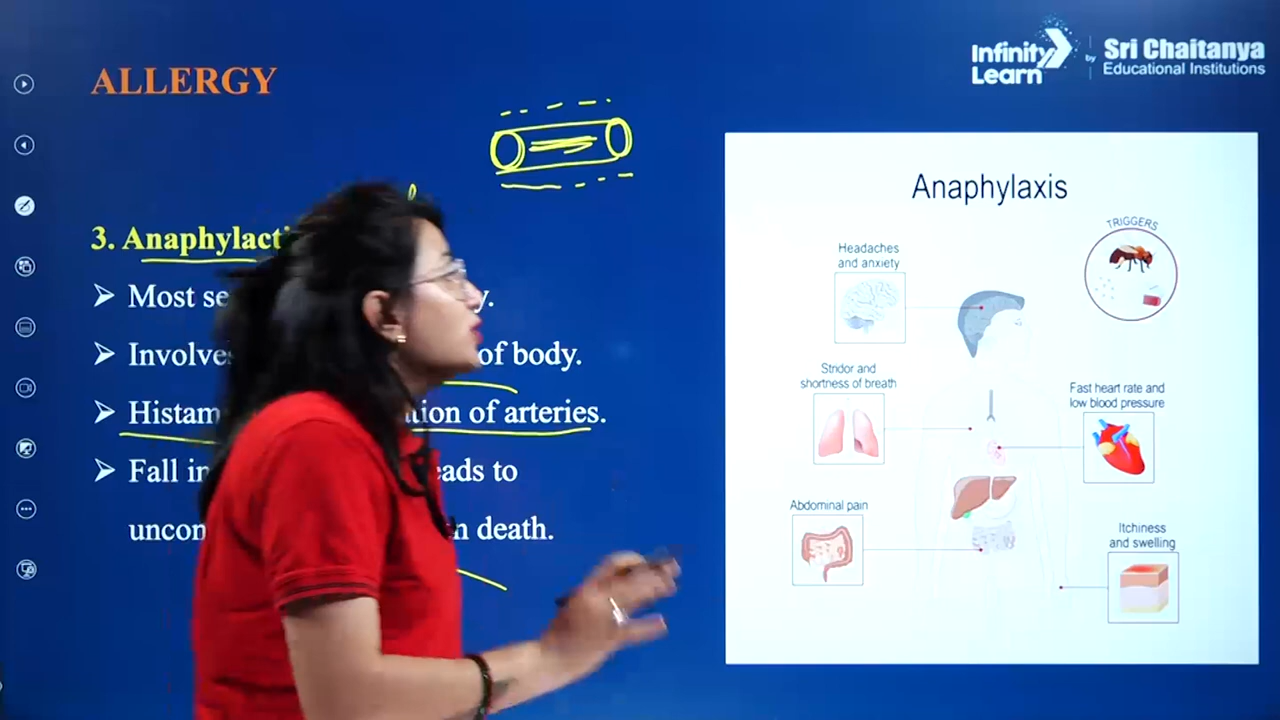 ALLERGY
Infinity
Learn
by
Sri Chaitanya
Educational Institutions
3. Anaphylacti
Most se
y.
Involves
of body.
Histam
tion of arteries.
Fall in
eads to
uncon
n death.
Anaphylaxis
TRIGGERS
Headaches
and anxiety
Stridor and
shortness of breath
Fast heart rate and
low blood pressure
Abdominal pain
Itchiness
and swelling